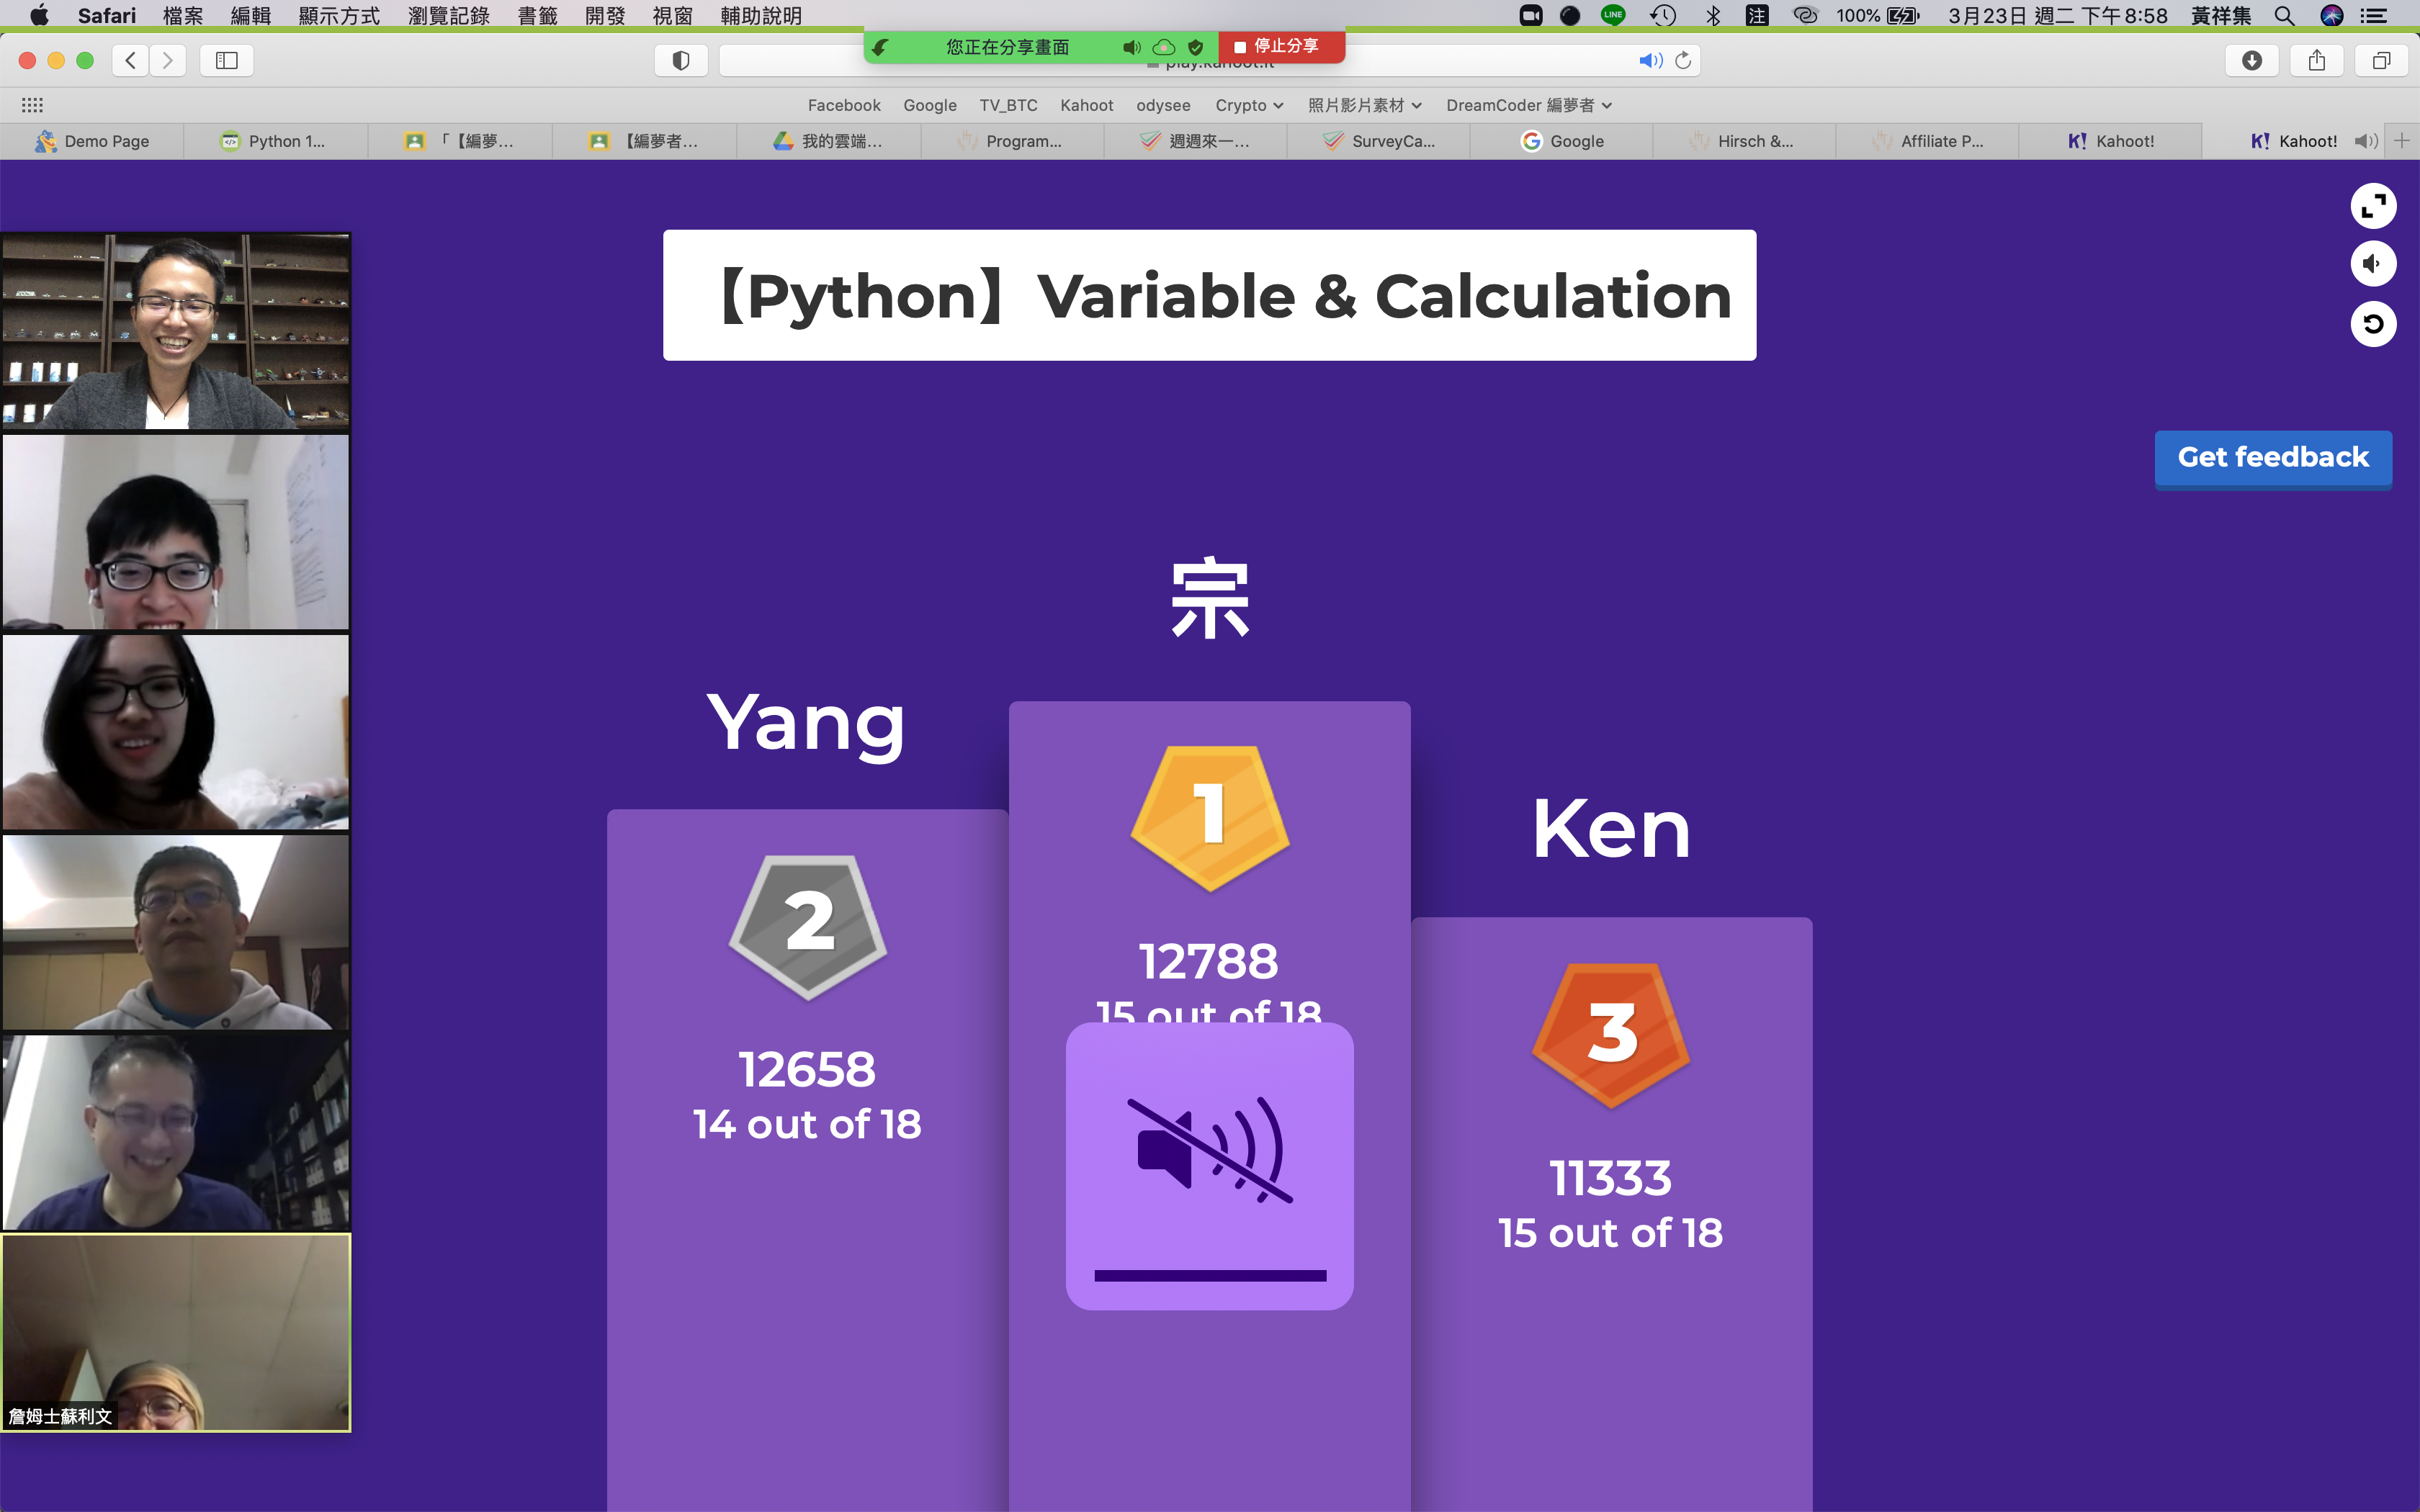 Safari 檔案 編輯 顯示方式 瀏覽記錄 書籤 開發 視窗 輔助說明 LINE 注 100% 3月23日 週二 下午8:58 黃祥集
您正在分享畫面 停止分享
play.kahoot.it
Facebook Google TV_BTC Kahoot odysee Crypto 照片影片素材 DreamCoder 編夢者
Demo Page Python 1... 「【編夢... 【編夢者... 我的雲端... Program... 週週來一... SurveyCa... Google Hirsch &... Affiliate P... K! Kahoot! K! Kahoot!
【Python】Variable & Calculation
Get feedback
宗
Yang
1
Ken
2
12788
15 out of 18
3
12658
14 out of 18
11333
15 out of 18
詹姆士蘇利文